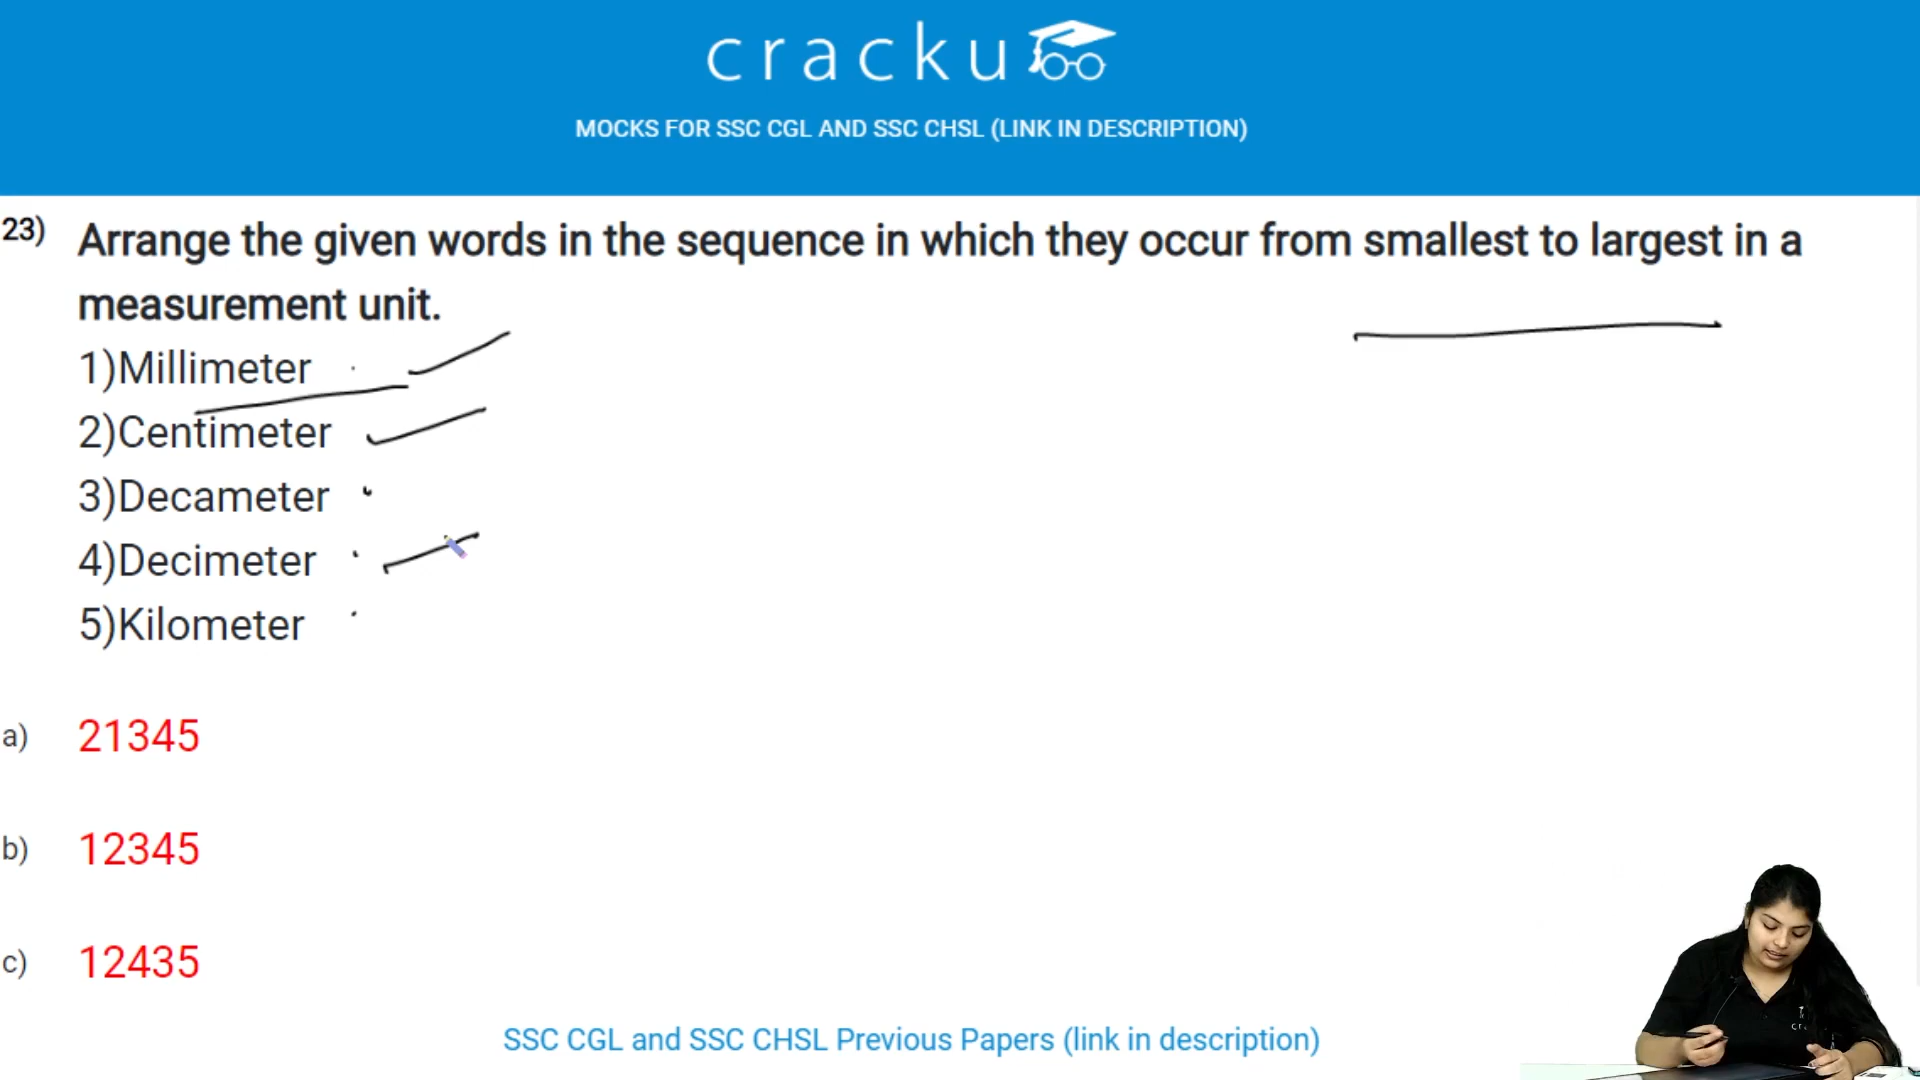 cracku
MOCKS FOR SSC CGL AND SSC CHSL (LINK IN DESCRIPTION)
23) Arrange the given words in the sequence in which they occur from smallest to largest in a
measurement unit.
1)Millimeter
2)Centimeter
3)Decameter
4)Decimeter
5)Kilometer
a) 21345
b) 12345
c) 12435
SSC CGL and SSC CHSL Previous Papers (link in description)